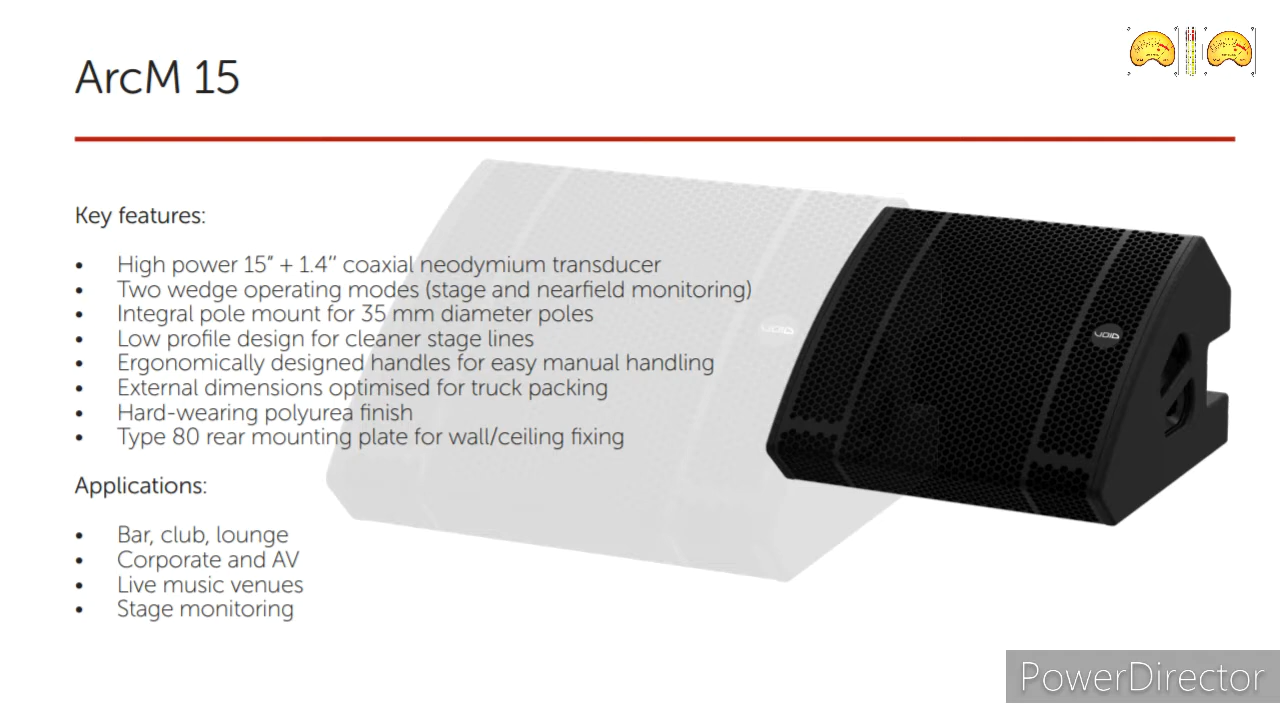 ArcM 15
Key features:
• High power 15” + 1.4’’ coaxial neodymium transducer
• Two wedge operating modes (stage and nearfield monitoring)
• Integral pole mount for 35 mm diameter poles
• Low profile design for cleaner stage lines
• Ergonomically designed handles for easy manual handling
• External dimensions optimised for truck packing
• Hard-wearing polyurea finish
• Type 80 rear mounting plate for wall/ceiling fixing
VOID
VOID
Applications:
• Bar, club, lounge
• Corporate and AV
• Live music venues
• Stage monitoring
PowerDirector